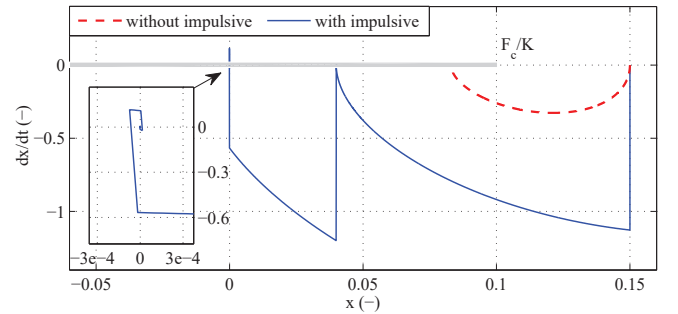 without impulsive with impulsive
F_c/K
0
−0.5
−1
dx/dt (−)
0
−0.3
−0.6
−3e−4 0 3e−4
−0.05 0 0.05 0.1 0.15
x (−)